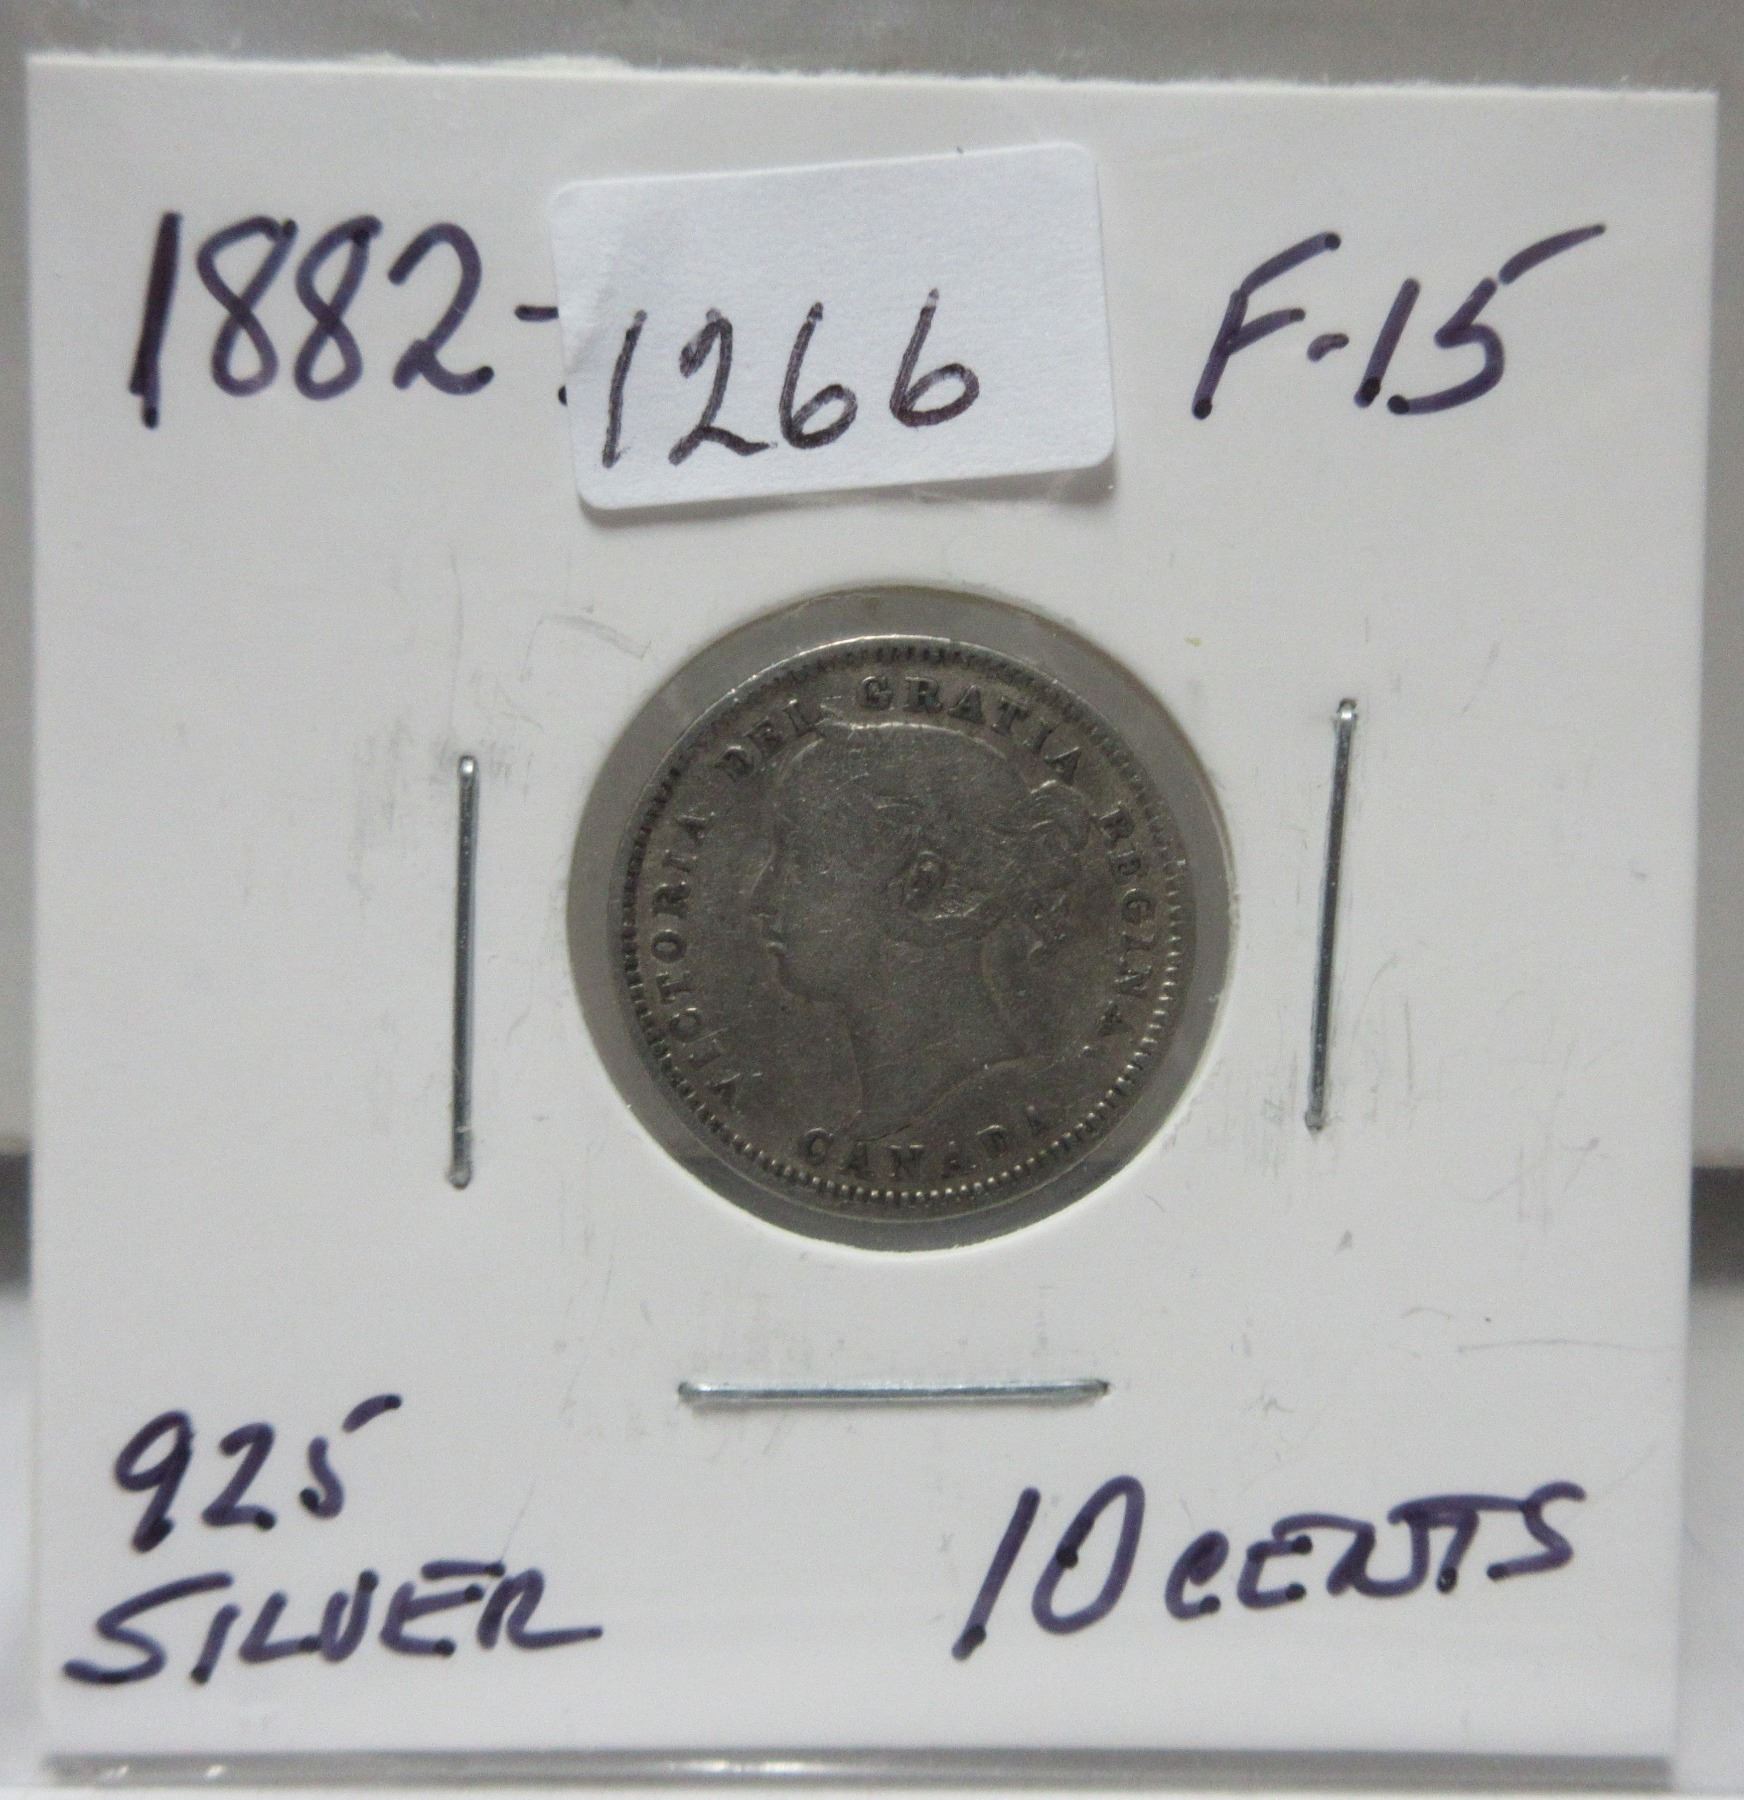 1882-
1266
F-15
VICTORIA DEI GRATIA REGINA.
CANADA
925
SILVER
10 CENTS